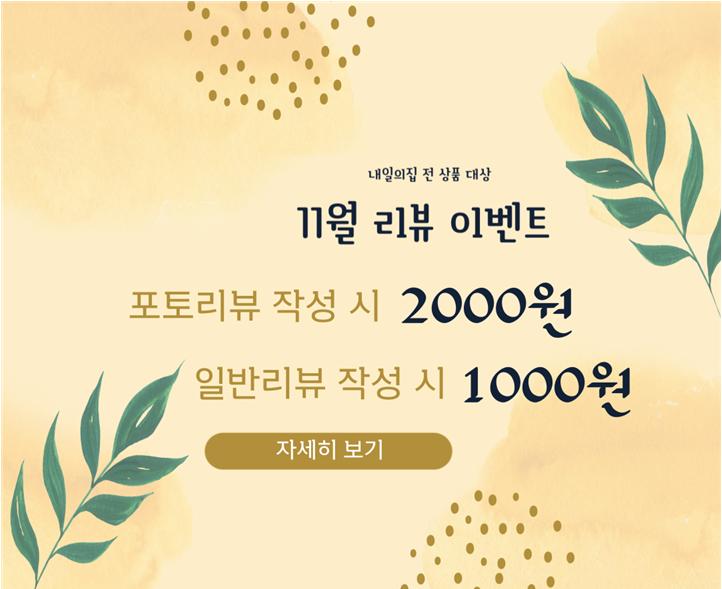 내일의집 전 상품 대상
11월 리뷰 이벤트
포토리뷰 작성 시 2000원
일반리뷰 작성 시 1000원
자세히 보기